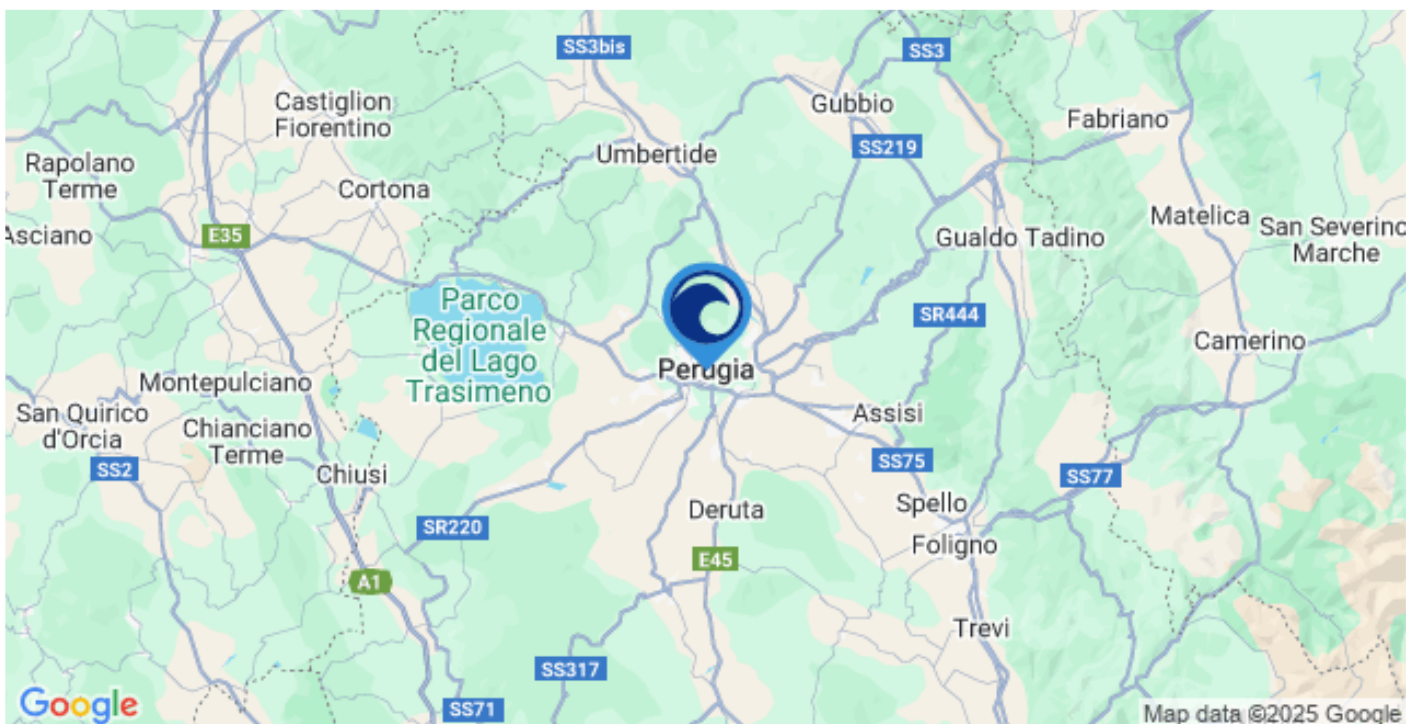 SS3bis
SS3
Castiglion
Fiorentino
Gubbio
Fabriano
Umbertide
SS219
Rapolano
Terme
Cortona
Matelica
Asciano
E35
Gualdo Tadino
San Severino
Marche
Parco
Regionale
del Lago
Trasimeno
SR444
Camerino
Perugia
Montepulciano
San Quirico
d'Orcia
Assisi
Chianciano
Terme
SS2
Chiusi
SS75
SS77
Spello
Deruta
SR220
Foligno
E45
A1
Trevi
SS317
SS71
Google
Map data ©2025 Google